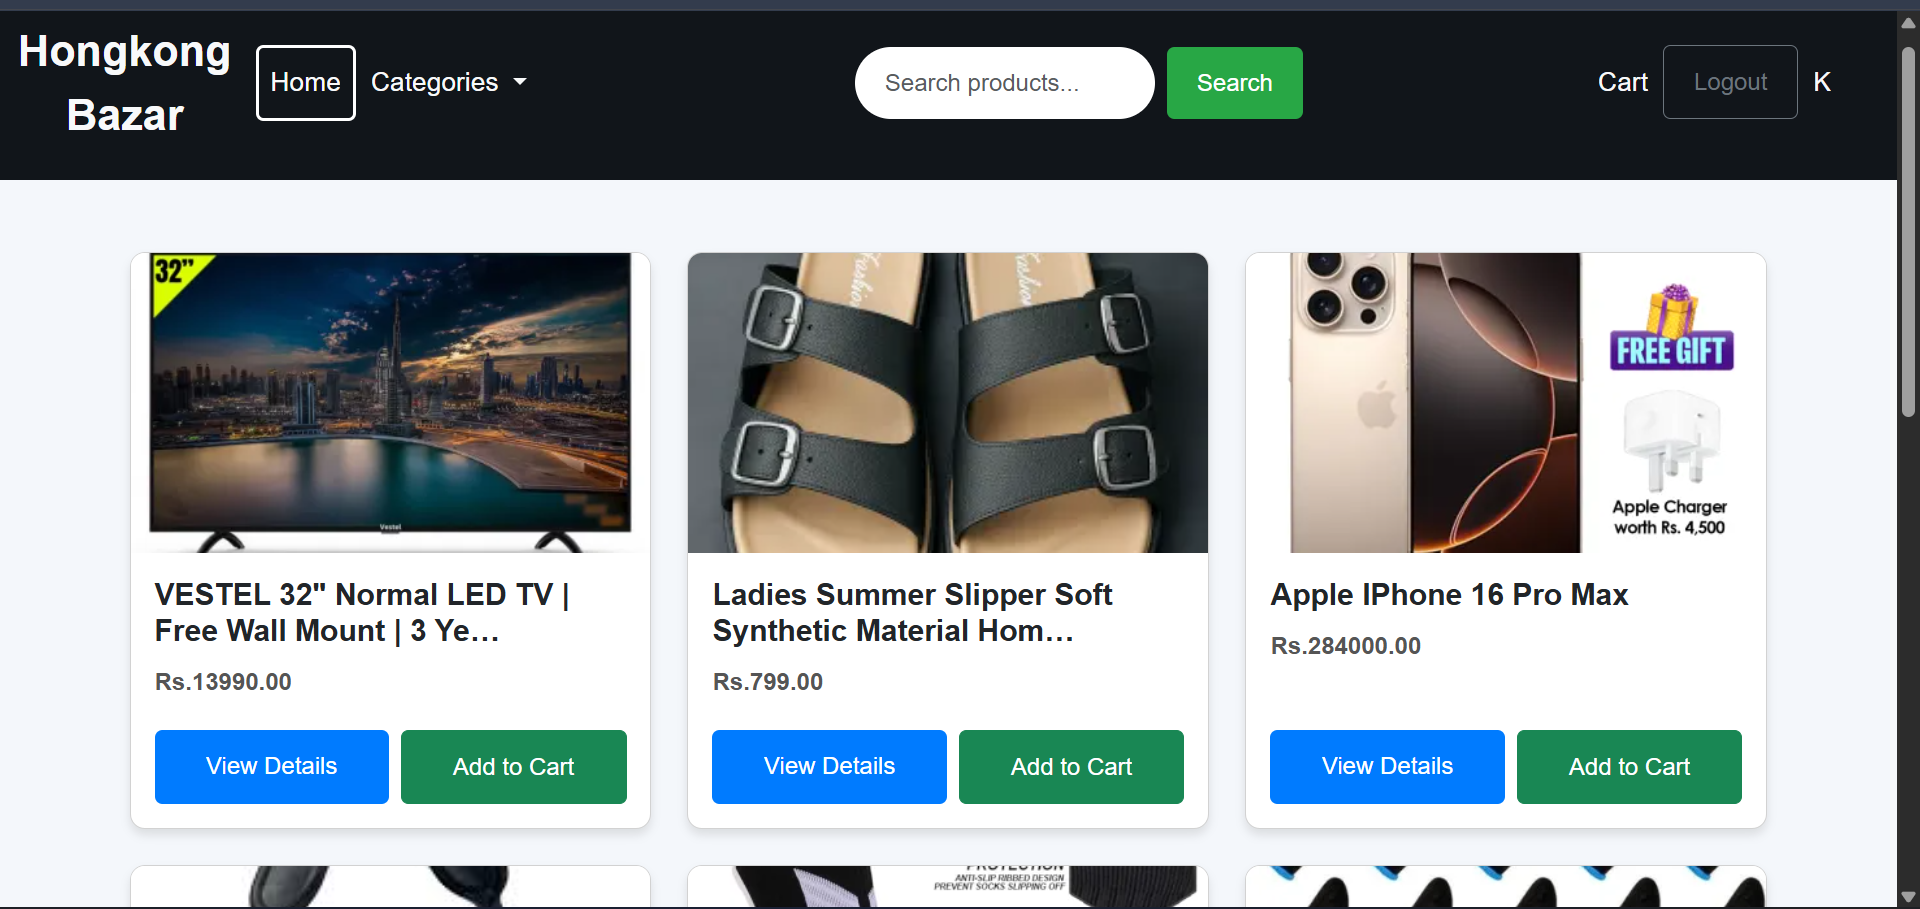 Hongkong
Bazar
Home
Categories
Search products...
Search
Cart
Logout
K
32”
Vestel
VESTEL 32" Normal LED TV |
Free Wall Mount | 3 Ye...
Rs.13990.00
View Details
Add to Cart
Fashion
Fashion
Ladies Summer Slipper Soft
Synthetic Material Hom...
Rs.799.00
View Details
Add to Cart
FREE GIFT
Apple Charger
worth Rs. 4,500
Apple IPhone 16 Pro Max
Rs.284000.00
View Details
Add to Cart
PROTECTION
ANTI-SLIP RIBBED DESIGN
PREVENT SOCKS SLIPPING OFF